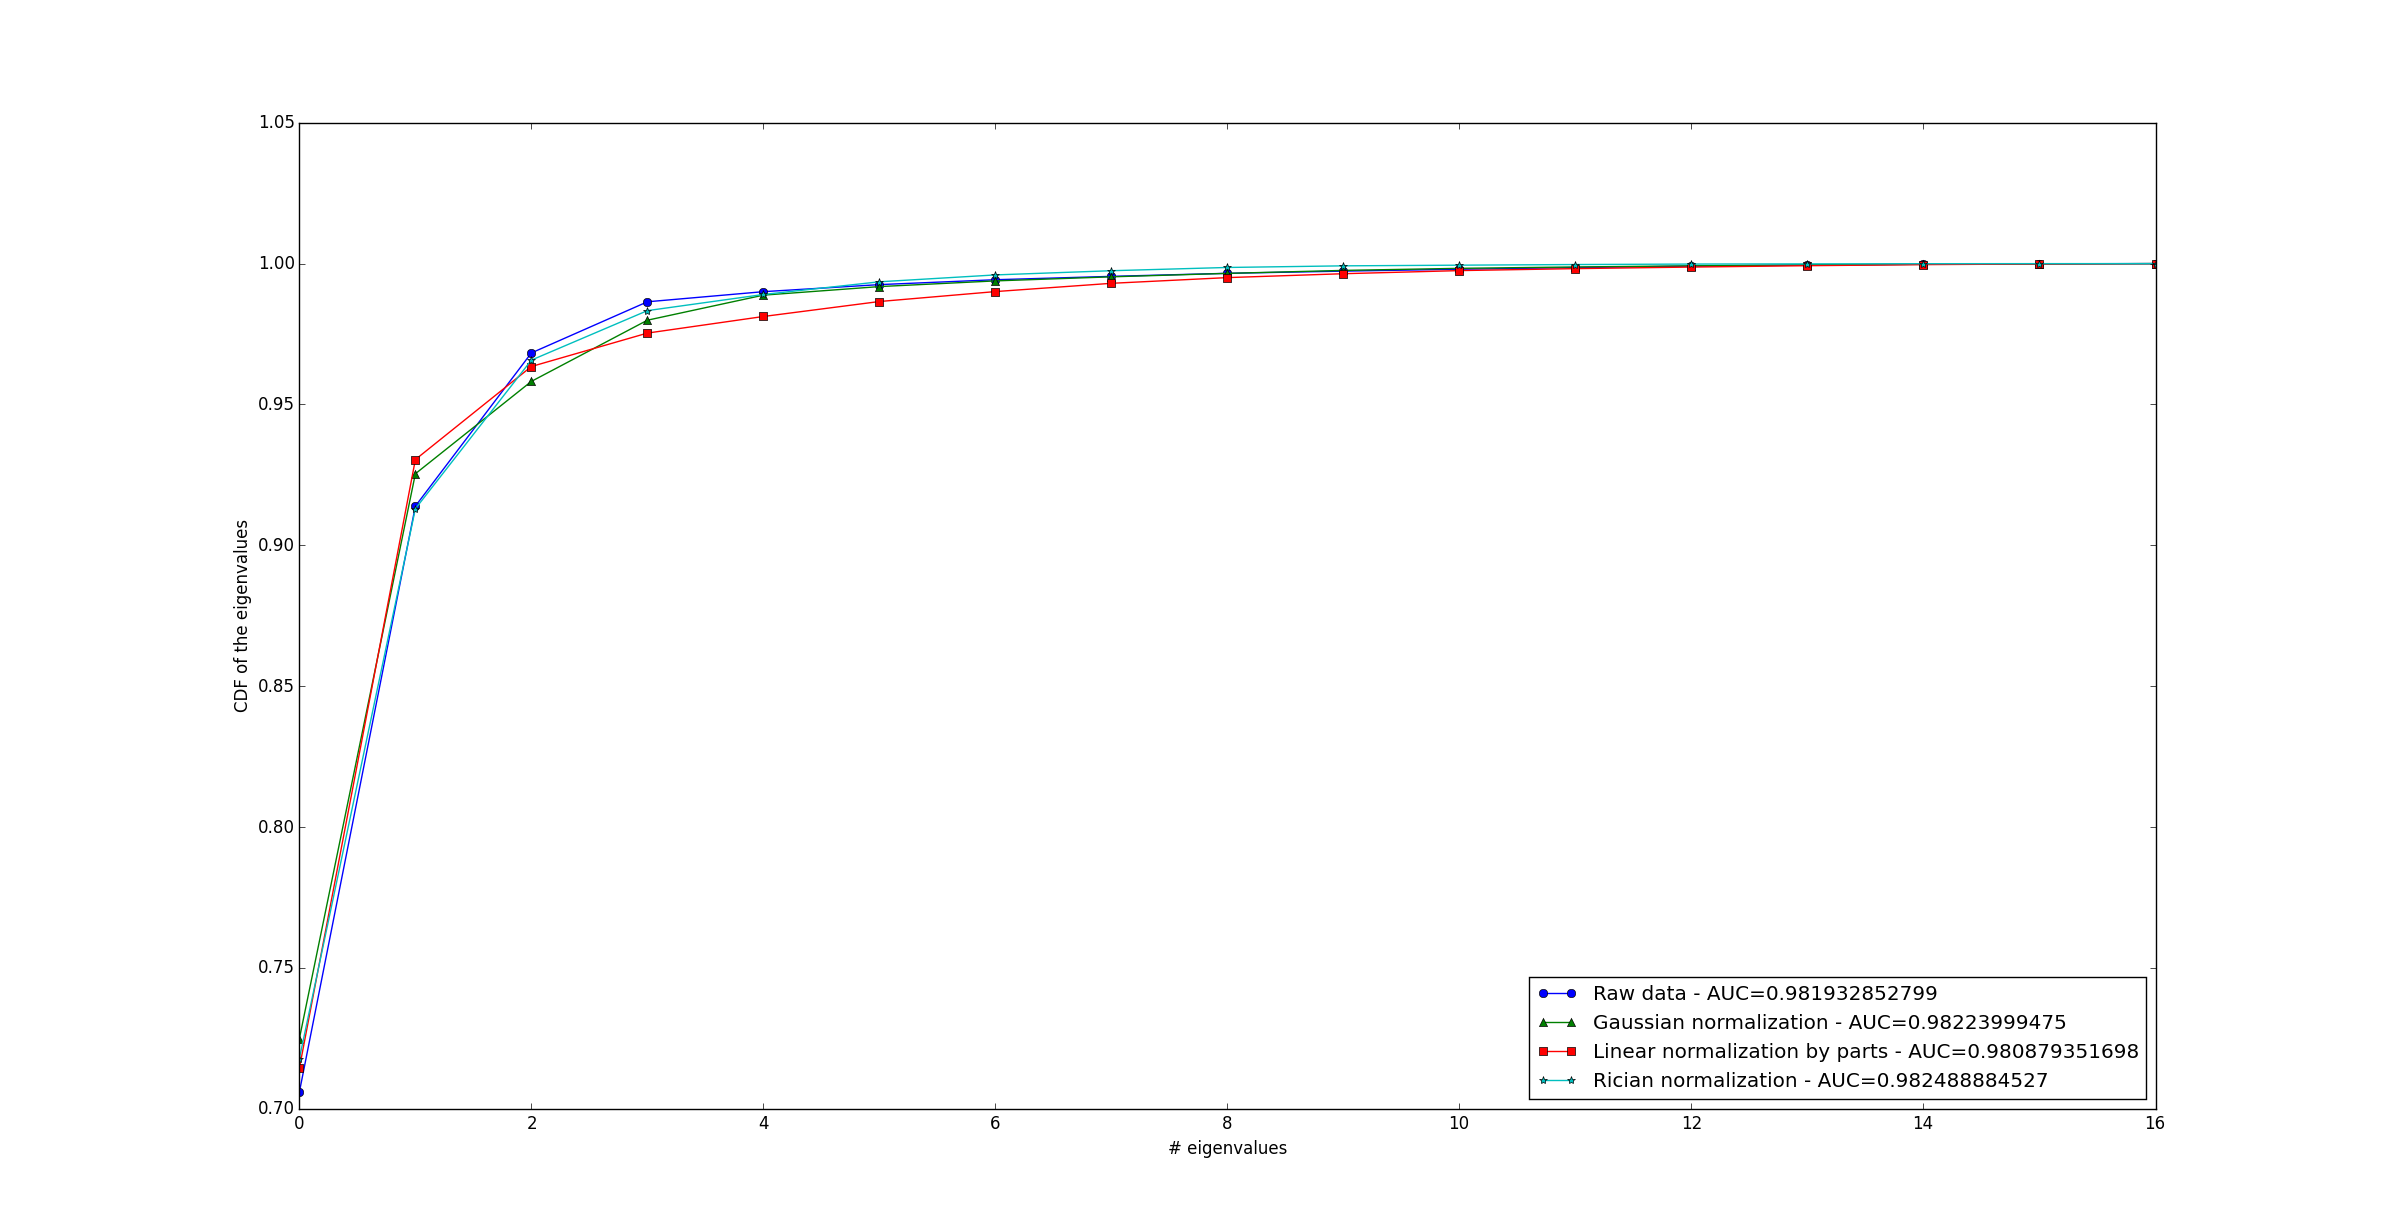 1.05
1.00
0.95
0.90
0.85
0.80
0.75
0.70
CDF of the eigenvalues
0 2 4 6 8 10 12 14 16
# eigenvalues
Raw data - AUC=0.981932852799
Gaussian normalization - AUC=0.98223999475
Linear normalization by parts - AUC=0.980879351698
Rician normalization - AUC=0.982488884527